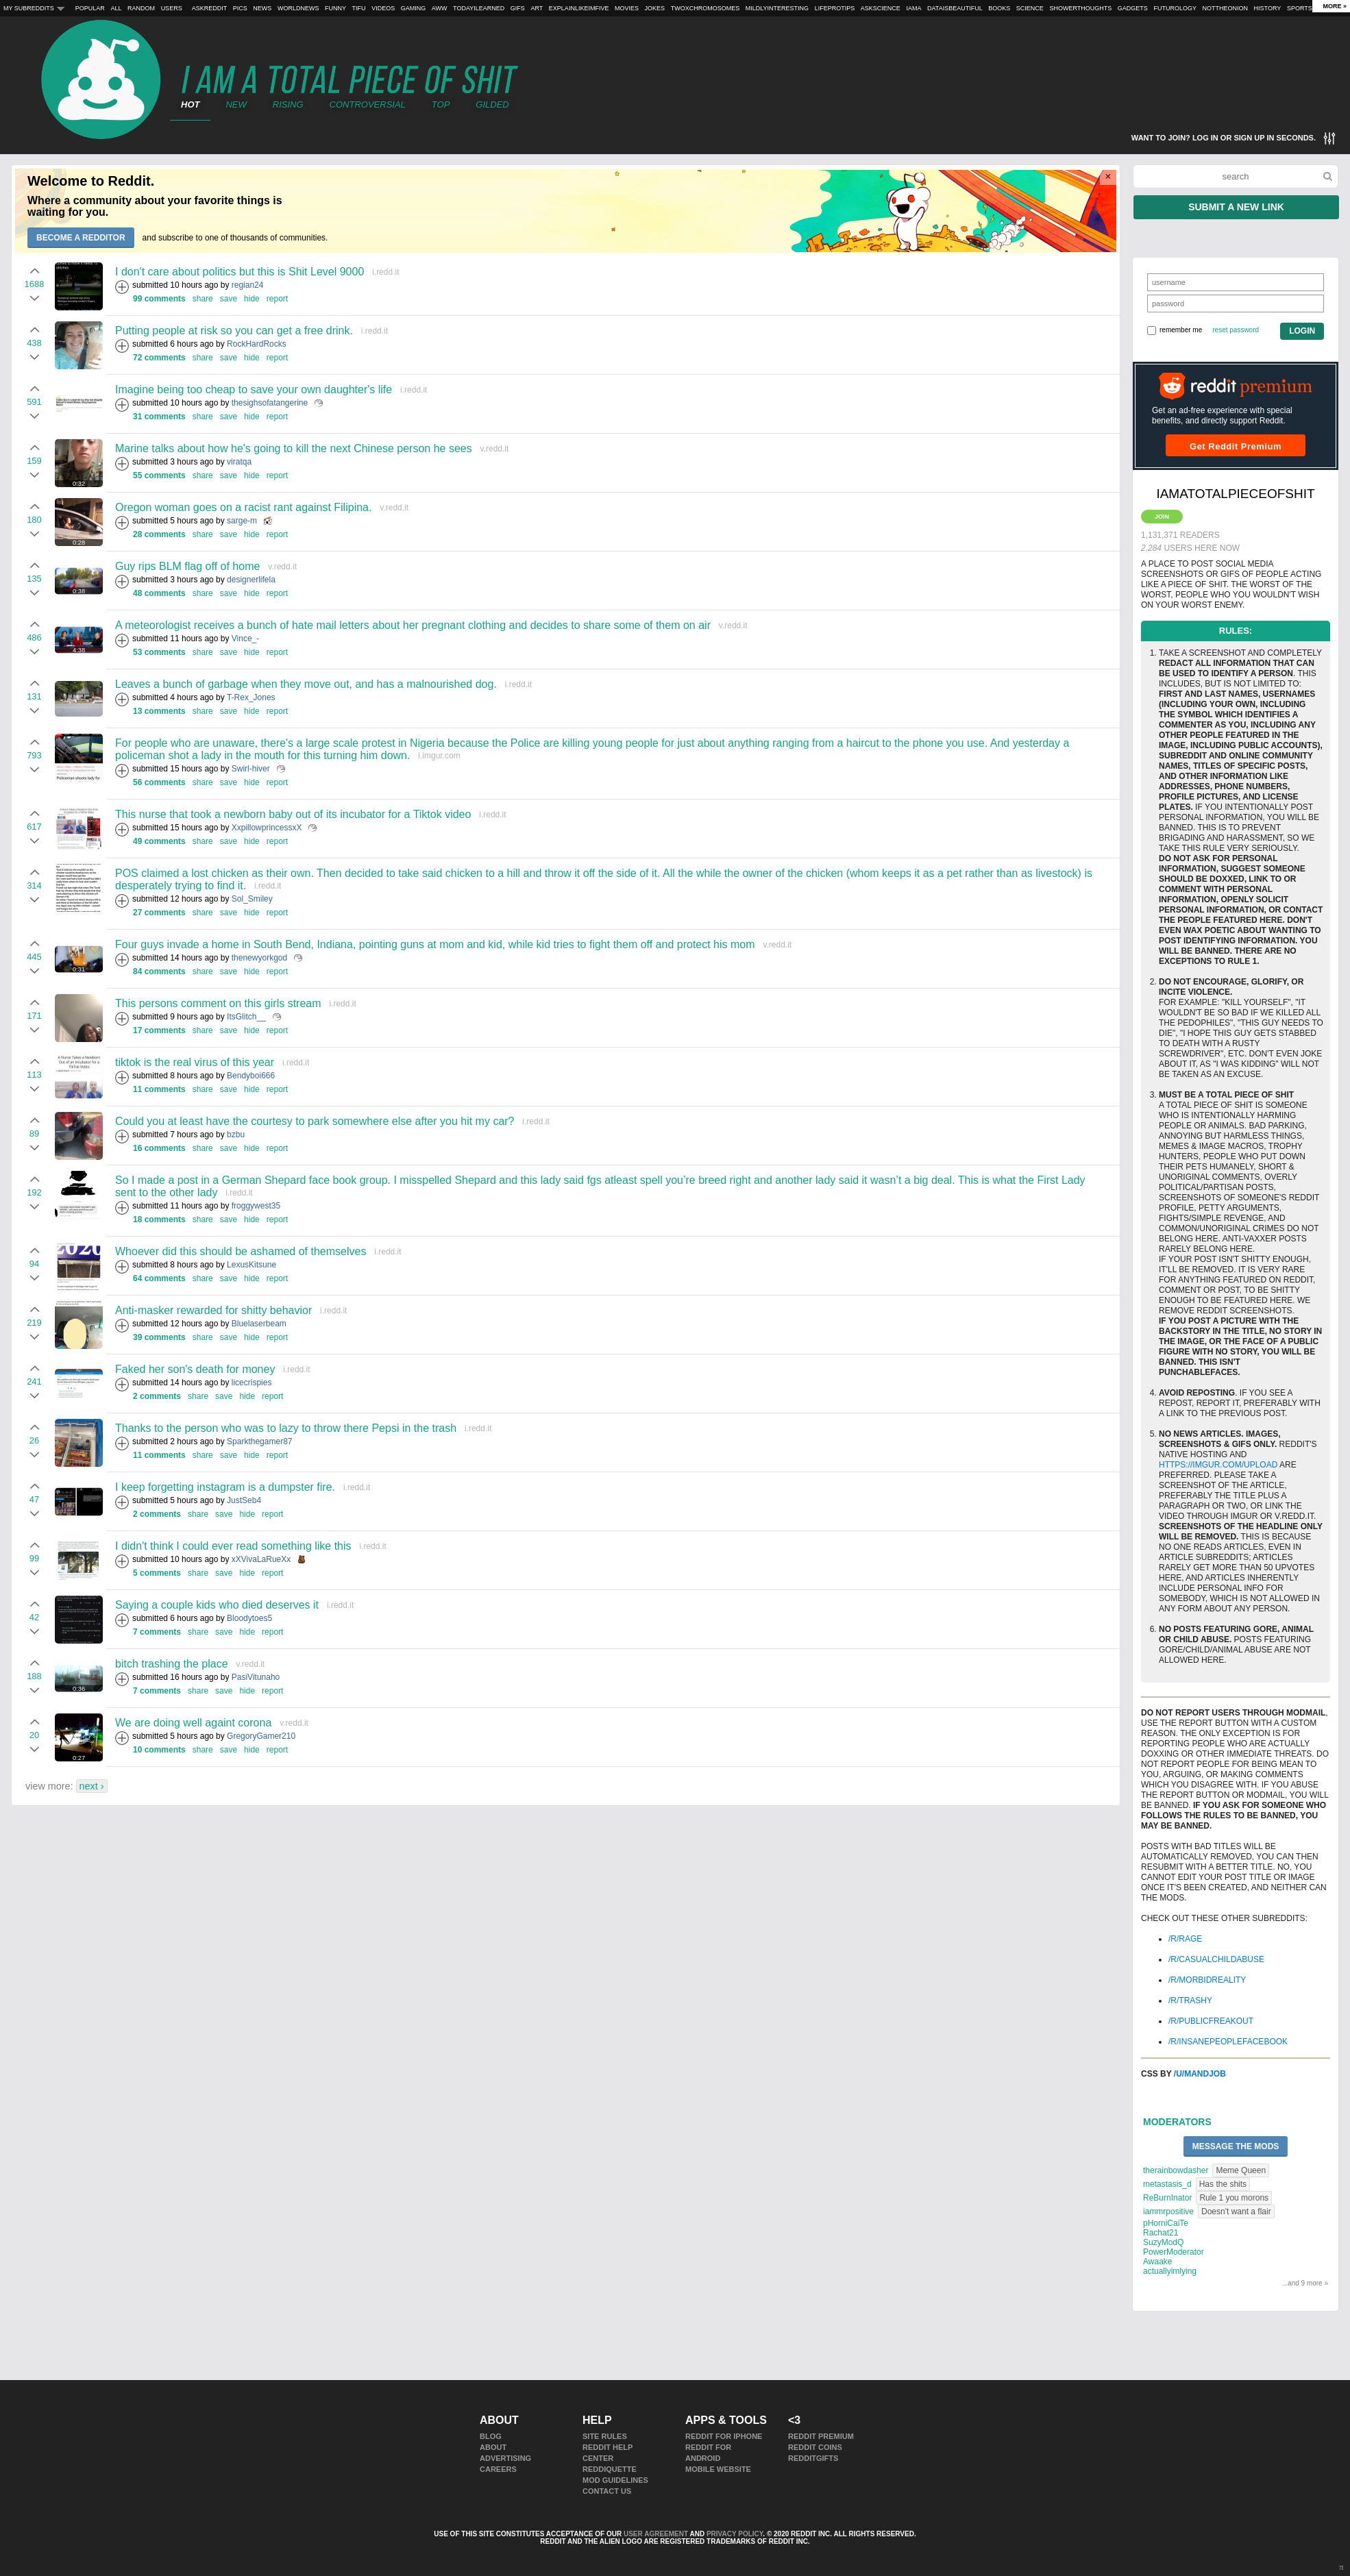 MY SUBREDDITS POPULAR ALL RANDOM USERS ASKREDDIT PICS NEWS WORLDNEWS FUNNY TIFU VIDEOS GAMING AWW TODAYILEARNED GIFS ART EXPLAINLIKEIMFIVE MOVIES JOKES TWOXCHROMOSOMES MILDLYINTERESTING LIFEPROTIPS ASKSCIENCE IAMA DATAISBEAUTIFUL BOOKS SCIENCE SHOWERTHOUGHTS GADGETS FUTUROLOGY NOTTHEONION HISTORY SPORTS MORE »
I AM A TOTAL PIECE OF SHIT
HOT NEW RISING CONTROVERSIAL TOP GILDED
WANT TO JOIN? LOG IN OR SIGN UP IN SECONDS.
Welcome to Reddit.
Where a community about your favorite things is
waiting for you.
BECOME A REDDITOR and subscribe to one of thousands of communities.
×
1688
I don't care about politics but this is Shit Level 9000 i.redd.it
submitted 10 hours ago by regian24
99 comments share save hide report
438
Putting people at risk so you can get a free drink. i.redd.it
submitted 6 hours ago by RockHardRocks
72 comments share save hide report
591
Imagine being too cheap to save your own daughter's life i.redd.it
submitted 10 hours ago by thesighsofatangerine
31 comments share save hide report
159
0:32
Marine talks about how he's going to kill the next Chinese person he sees v.redd.it
submitted 3 hours ago by viratqa
55 comments share save hide report
180
0:28
Oregon woman goes on a racist rant against Filipina. v.redd.it
submitted 5 hours ago by sarge-m
28 comments share save hide report
135
0:38
Guy rips BLM flag off of home v.redd.it
submitted 3 hours ago by designerlifela
48 comments share save hide report
486
4:38
A meteorologist receives a bunch of hate mail letters about her pregnant clothing and decides to share some of them on air v.redd.it
submitted 11 hours ago by Vince_-
53 comments share save hide report
131
Leaves a bunch of garbage when they move out, and has a malnourished dog. i.redd.it
submitted 4 hours ago by T-Rex_Jones
13 comments share save hide report
793
For people who are unaware, there's a large scale protest in Nigeria because the Police are killing young people for just about anything ranging from a haircut to the phone you use. And yesterday a
policeman shot a lady in the mouth for this turning him down. i.imgur.com
submitted 15 hours ago by Swirl-hiver
56 comments share save hide report
617
This nurse that took a newborn baby out of its incubator for a Tiktok video i.redd.it
submitted 15 hours ago by XxpillowprincessxX
49 comments share save hide report
314
POS claimed a lost chicken as their own. Then decided to take said chicken to a hill and throw it off the side of it. All the while the owner of the chicken (whom keeps it as a pet rather than as livestock) is
desperately trying to find it. i.redd.it
submitted 12 hours ago by Sol_Smiley
27 comments share save hide report
445
0:31
Four guys invade a home in South Bend, Indiana, pointing guns at mom and kid, while kid tries to fight them off and protect his mom v.redd.it
submitted 14 hours ago by thenewyorkgod
84 comments share save hide report
171
This persons comment on this girls stream i.redd.it
submitted 9 hours ago by ItsGlitch__
17 comments share save hide report
113
tiktok is the real virus of this year i.redd.it
submitted 8 hours ago by Bendyboi666
11 comments share save hide report
89
Could you at least have the courtesy to park somewhere else after you hit my car? i.redd.it
submitted 7 hours ago by bzbu
16 comments share save hide report
192
So I made a post in a German Shepard face book group. I misspelled Shepard and this lady said fgs atleast spell you’re breed right and another lady said it wasn’t a big deal. This is what the First Lady
sent to the other lady i.redd.it
submitted 11 hours ago by froggywest35
18 comments share save hide report
94
Whoever did this should be ashamed of themselves i.redd.it
submitted 8 hours ago by LexusKitsune
64 comments share save hide report
219
Anti-masker rewarded for shitty behavior i.redd.it
submitted 12 hours ago by Bluelaserbeam
39 comments share save hide report
241
Faked her son's death for money i.redd.it
submitted 14 hours ago by licecrispies
2 comments share save hide report
26
Thanks to the person who was to lazy to throw there Pepsi in the trash i.redd.it
submitted 2 hours ago by Sparkthegamer87
11 comments share save hide report
47
I keep forgetting instagram is a dumpster fire. i.redd.it
submitted 5 hours ago by JustSeb4
2 comments share save hide report
99
I didn't think I could ever read something like this i.redd.it
submitted 10 hours ago by xXVivaLaRueXx
5 comments share save hide report
42
Saying a couple kids who died deserves it i.redd.it
submitted 6 hours ago by Bloodytoes5
7 comments share save hide report
188
0:36
bitch trashing the place v.redd.it
submitted 16 hours ago by PasiVitunaho
7 comments share save hide report
20
0:27
We are doing well againt corona v.redd.it
submitted 5 hours ago by GregoryGamer210
10 comments share save hide report
view more: next ›
search
SUBMIT A NEW LINK
username
password
remember me reset password LOGIN
reddit premium
Get an ad-free experience with special
benefits, and directly support Reddit.
Get Reddit Premium
IAMATOTALPIECEOFSHIT
JOIN
1,131,371 READERS
2,284 USERS HERE NOW
A PLACE TO POST SOCIAL MEDIA
SCREENSHOTS OR GIFS OF PEOPLE ACTING
LIKE A PIECE OF SHIT. THE WORST OF THE
WORST, PEOPLE WHO YOU WOULDN'T WISH
ON YOUR WORST ENEMY.
RULES:
1. TAKE A SCREENSHOT AND COMPLETELY
REDACT ALL INFORMATION THAT CAN
BE USED TO IDENTIFY A PERSON. THIS
INCLUDES, BUT IS NOT LIMITED TO:
FIRST AND LAST NAMES, USERNAMES
(INCLUDING YOUR OWN, INCLUDING
THE SYMBOL WHICH IDENTIFIES A
COMMENTER AS YOU, INCLUDING ANY
OTHER PEOPLE FEATURED IN THE
IMAGE, INCLUDING PUBLIC ACCOUNTS),
SUBREDDIT AND ONLINE COMMUNITY
NAMES, TITLES OF SPECIFIC POSTS,
AND OTHER INFORMATION LIKE
ADDRESSES, PHONE NUMBERS,
PROFILE PICTURES, AND LICENSE
PLATES. IF YOU INTENTIONALLY POST
PERSONAL INFORMATION, YOU WILL BE
BANNED. THIS IS TO PREVENT
BRIGADING AND HARASSMENT, SO WE
TAKE THIS RULE VERY SERIOUSLY.
DO NOT ASK FOR PERSONAL
INFORMATION, SUGGEST SOMEONE
SHOULD BE DOXXED, LINK TO OR
COMMENT WITH PERSONAL
INFORMATION, OPENLY SOLICIT
PERSONAL INFORMATION, OR CONTACT
THE PEOPLE FEATURED HERE. DON'T
EVEN WAX POETIC ABOUT WANTING TO
POST IDENTIFYING INFORMATION. YOU
WILL BE BANNED. THERE ARE NO
EXCEPTIONS TO RULE 1.
2. DO NOT ENCOURAGE, GLORIFY, OR
INCITE VIOLENCE.
FOR EXAMPLE: "KILL YOURSELF", "IT
WOULDN'T BE SO BAD IF WE KILLED ALL
THE PEDOPHILES", "THIS GUY NEEDS TO
DIE", "I HOPE THIS GUY GETS STABBED
TO DEATH WITH A RUSTY
SCREWDRIVER", ETC. DON'T EVEN JOKE
ABOUT IT, AS "I WAS KIDDING" WILL NOT
BE TAKEN AS AN EXCUSE.
3. MUST BE A TOTAL PIECE OF SHIT
A TOTAL PIECE OF SHIT IS SOMEONE
WHO IS INTENTIONALLY HARMING
PEOPLE OR ANIMALS. BAD PARKING,
ANNOYING BUT HARMLESS THINGS,
MEMES & IMAGE MACROS, TROPHY
HUNTERS, PEOPLE WHO PUT DOWN
THEIR PETS HUMANELY, SHORT &
UNORIGINAL COMMENTS, OVERLY
POLITICAL/PARTISAN POSTS,
SCREENSHOTS OF SOMEONE'S REDDIT
PROFILE, PETTY ARGUMENTS,
FIGHTS/SIMPLE REVENGE, AND
COMMON/UNORIGINAL CRIMES DO NOT
BELONG HERE. ANTI-VAXXER POSTS
RARELY BELONG HERE.
IF YOUR POST ISN'T SHITTY ENOUGH,
IT'LL BE REMOVED. IT IS VERY RARE
FOR ANYTHING FEATURED ON REDDIT,
COMMENT OR POST, TO BE SHITTY
ENOUGH TO BE FEATURED HERE. WE
REMOVE REDDIT SCREENSHOTS.
IF YOU POST A PICTURE WITH THE
BACKSTORY IN THE TITLE, NO STORY IN
THE IMAGE, OR THE FACE OF A PUBLIC
FIGURE WITH NO STORY, YOU WILL BE
BANNED. THIS ISN'T
PUNCHABLEFACES.
4. AVOID REPOSTING. IF YOU SEE A
REPOST, REPORT IT, PREFERABLY WITH
A LINK TO THE PREVIOUS POST.
5. NO NEWS ARTICLES. IMAGES,
SCREENSHOTS & GIFS ONLY. REDDIT'S
NATIVE HOSTING AND
HTTPS://IMGUR.COM/UPLOAD ARE
PREFERRED. PLEASE TAKE A
SCREENSHOT OF THE ARTICLE,
PREFERABLY THE TITLE PLUS A
PARAGRAPH OR TWO, OR LINK THE
VIDEO THROUGH IMGUR OR V.REDD.IT.
SCREENSHOTS OF THE HEADLINE ONLY
WILL BE REMOVED. THIS IS BECAUSE
NO ONE READS ARTICLES, EVEN IN
ARTICLE SUBREDDITS; ARTICLES
RARELY GET MORE THAN 50 UPVOTES
HERE, AND ARTICLES INHERENTLY
INCLUDE PERSONAL INFO FOR
SOMEBODY, WHICH IS NOT ALLOWED IN
ANY FORM ABOUT ANY PERSON.
6. NO POSTS FEATURING GORE, ANIMAL
OR CHILD ABUSE. POSTS FEATURING
GORE/CHILD/ANIMAL ABUSE ARE NOT
ALLOWED HERE.
DO NOT REPORT USERS THROUGH MODMAIL,
USE THE REPORT BUTTON WITH A CUSTOM
REASON. THE ONLY EXCEPTION IS FOR
REPORTING PEOPLE WHO ARE ACTUALLY
DOXXING OR OTHER IMMEDIATE THREATS. DO
NOT REPORT PEOPLE FOR BEING MEAN TO
YOU, ARGUING, OR MAKING COMMENTS
WHICH YOU DISAGREE WITH. IF YOU ABUSE
THE REPORT BUTTON OR MODMAIL, YOU WILL
BE BANNED. IF YOU ASK FOR SOMEONE WHO
FOLLOWS THE RULES TO BE BANNED, YOU
MAY BE BANNED.
POSTS WITH BAD TITLES WILL BE
AUTOMATICALLY REMOVED, YOU CAN THEN
RESUBMIT WITH A BETTER TITLE. NO, YOU
CANNOT EDIT YOUR POST TITLE OR IMAGE
ONCE IT'S BEEN CREATED, AND NEITHER CAN
THE MODS.
CHECK OUT THESE OTHER SUBREDDITS:
/R/RAGE
/R/CASUALCHILDABUSE
/R/MORBIDREALITY
/R/TRASHY
/R/PUBLICFREAKOUT
/R/INSANEPEOPLEFACEBOOK
CSS BY /U/MANDJOB
MODERATORS
MESSAGE THE MODS
therainbowdasher Meme Queen
metastasis_d Has the shits
ReBurnInator Rule 1 you morons
iammrpositive Doesn't want a flair
pHorniCaiTe
Rachat21
SuzyModQ
PowerModerator
Awaake
actuallyimlying
...and 9 more »
ABOUT
BLOG
ABOUT
ADVERTISING
CAREERS
HELP
SITE RULES
REDDIT HELP
CENTER
REDDIQUETTE
MOD GUIDELINES
CONTACT US
APPS & TOOLS
REDDIT FOR IPHONE
REDDIT FOR
ANDROID
MOBILE WEBSITE
<3
REDDIT PREMIUM
REDDIT COINS
REDDITGIFTS
USE OF THIS SITE CONSTITUTES ACCEPTANCE OF OUR USER AGREEMENT AND PRIVACY POLICY. © 2020 REDDIT INC. ALL RIGHTS RESERVED.
REDDIT AND THE ALIEN LOGO ARE REGISTERED TRADEMARKS OF REDDIT INC.